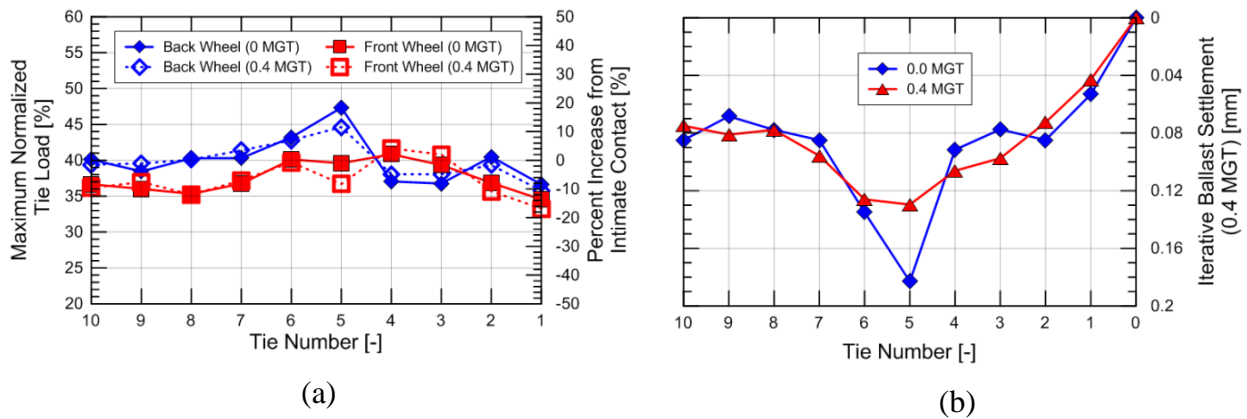 60
55
50
45
40
35
30
25
20
Maximum Normalized
Tie Load [%]
Back Wheel (0 MGT)
Front Wheel (0 MGT)
Back Wheel (0.4 MGT)
Front Wheel (0.4 MGT)
50
40
30
20
10
0
-10
-20
-30
-40
-50
Percent Increase from
Intimate Contact [%]
10 9 8 7 6 5 4 3 2 1
Tie Number [-]
(a)
0.0 MGT
0.4 MGT
0
0.04
0.08
0.12
0.16
0.2
Iterative Ballast Settlement
(0.4 MGT) [mm]
10 9 8 7 6 5 4 3 2 1 0
Tie Number [-]
(b)